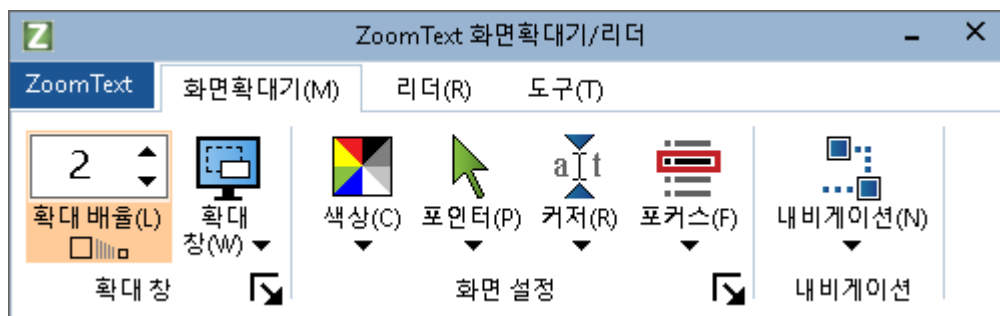 Z ZoomText 화면확대기/리더
ZoomText 화면확대기(M) 리더(R) 도구(T)
2
확대 배율(L)
확대
창(W)
a t
색상(C) 포인터(P) 커저(R) 포커스(F) 내비게이션(N)
확대 창 화면 설정 내비게이션